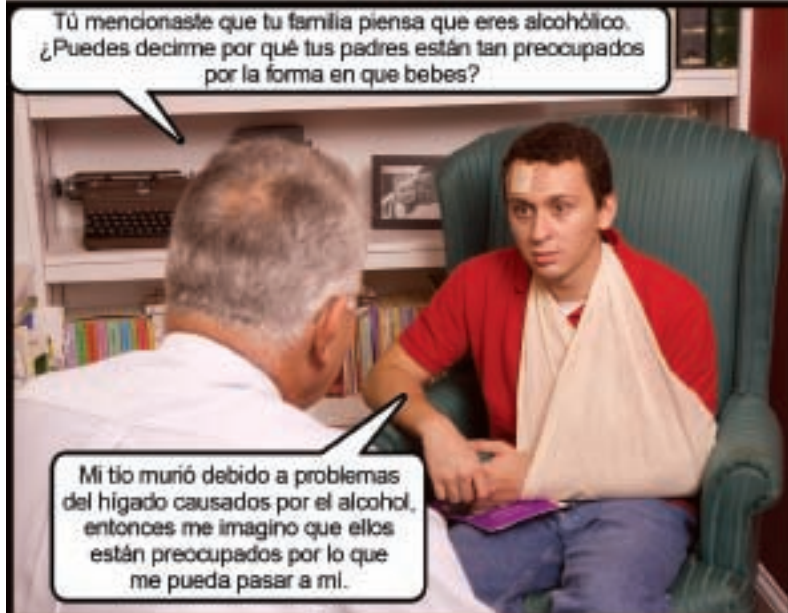 Tú mencionaste que tu familia piensa que eres alcohólico.
¿Puedes decirme por qué tus padres están tan preocupados
por la forma en que bebes?
Mi tío murió debido a problemas
del hígado causados por el alcohol,
entonces me imagino que ellos
están preocupados por lo que
me pueda pasar a mí.